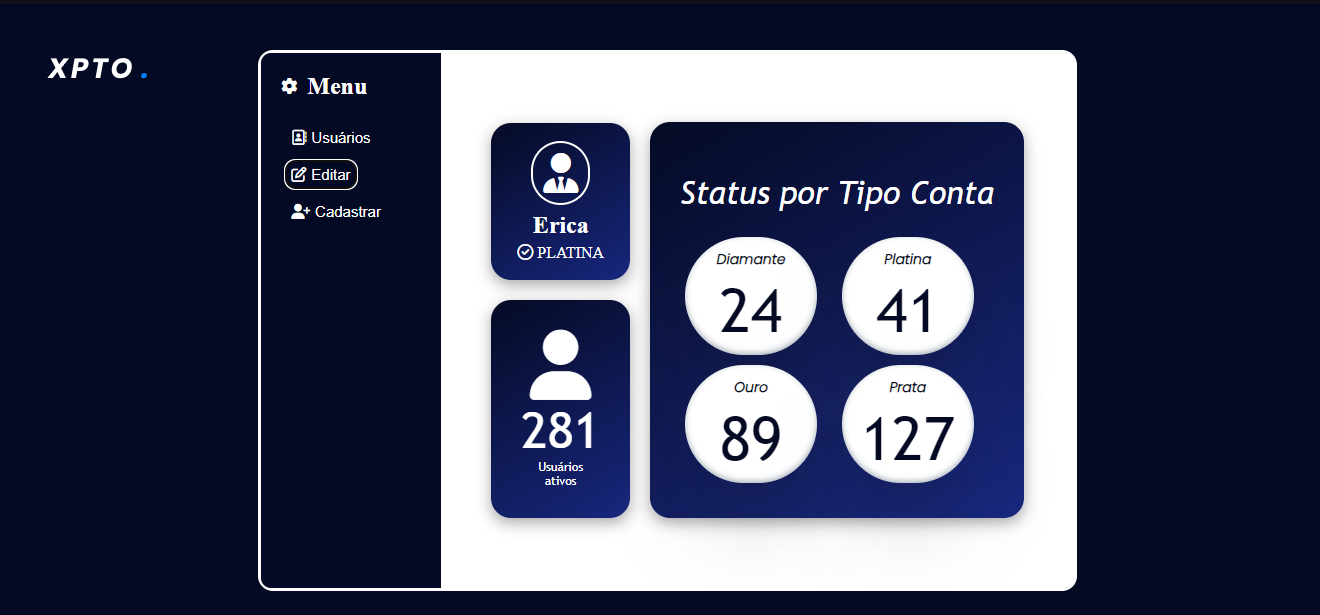 XPTO .
Menu
Usuários
Editar
Cadastrar
Erica
PLATINA
281
Usuários
ativos
Status por Tipo Conta
Diamante
24
Platina
41
Ouro
89
Prata
127